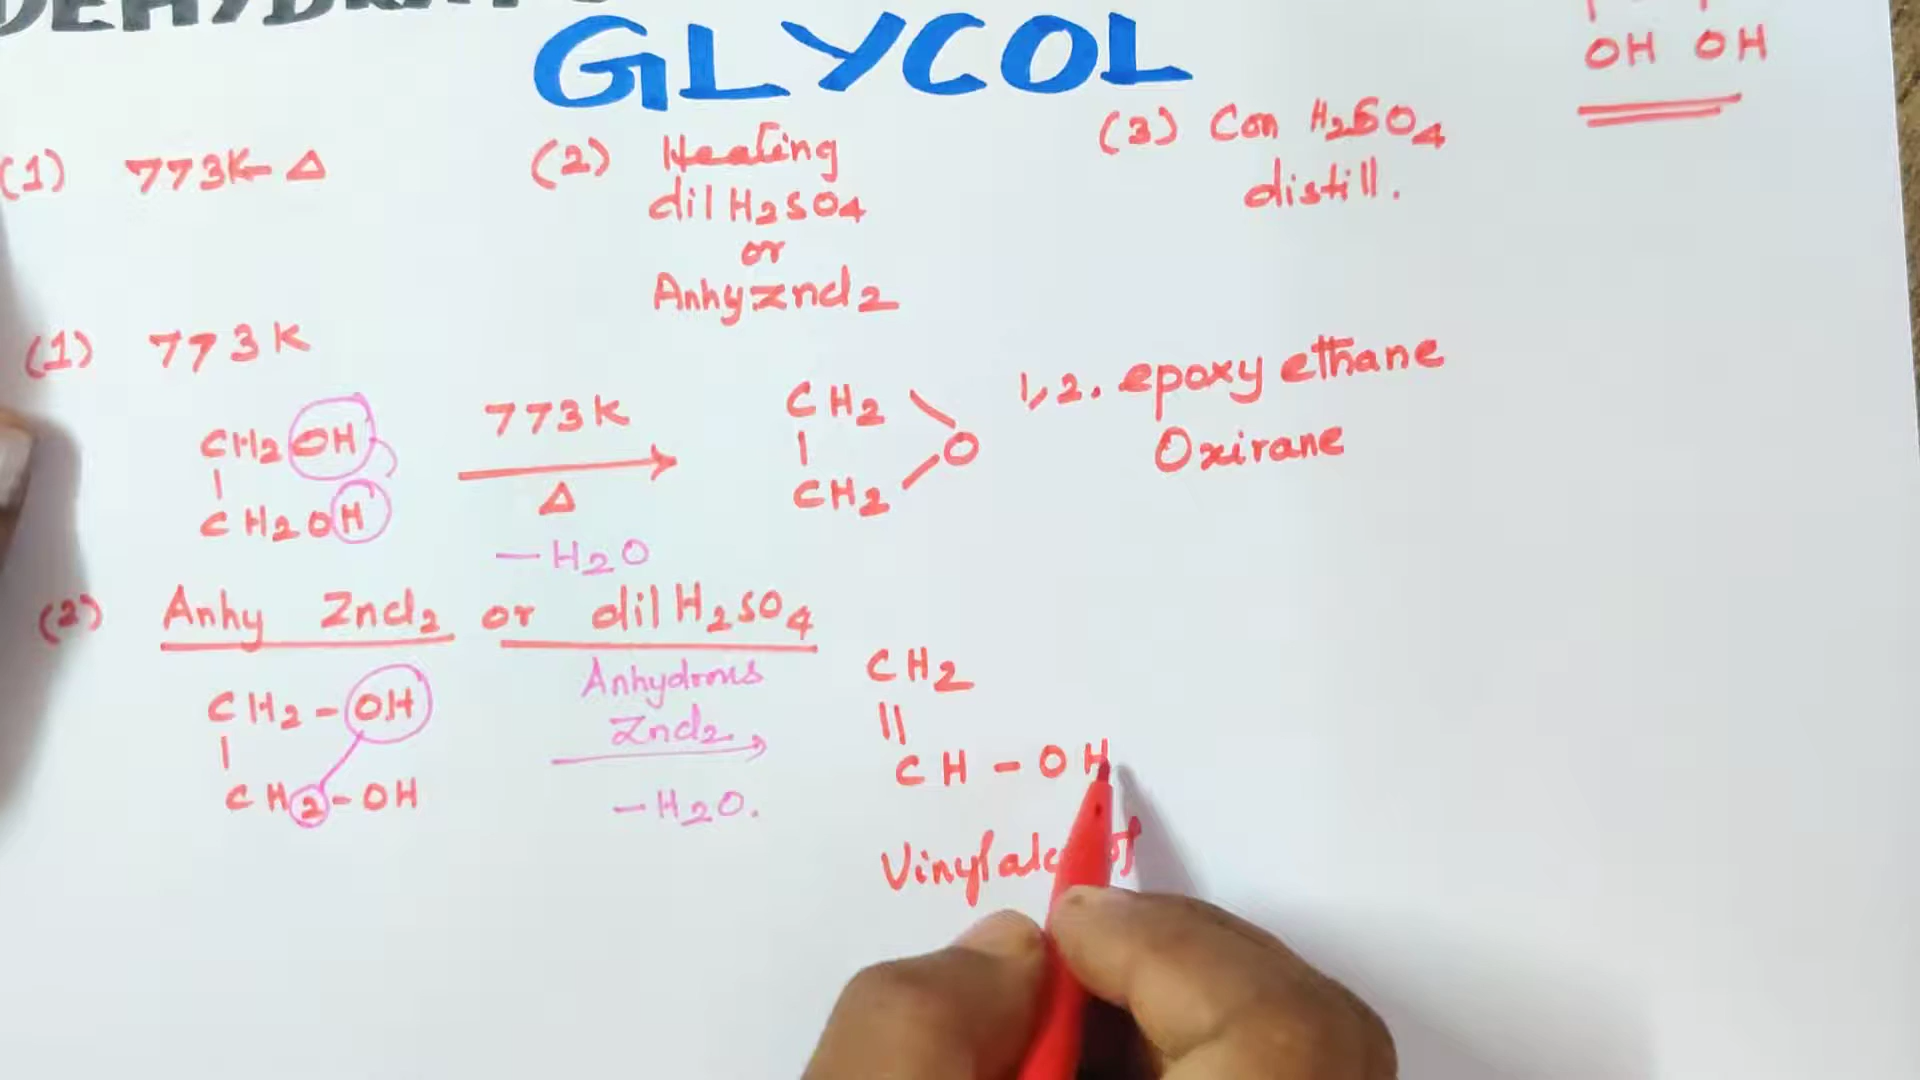 GLYCOL
OH OH
(1) 773K-Δ
(2) Heating
dil H2SO4
or
Anhy ZnCl2
(3) Con H2SO4
distill.
(1) 773K
CH2OH
CH2OH
773K
Δ
-H2O
CH2
CH2
O
1,2. epoxy ethane
Oxirane
(2) Anhy ZnCl2 or dil H2SO4
CH2-OH
CH2-OH
Anhydrous
ZnCl2
-H2O.
CH2
||
CH-OH